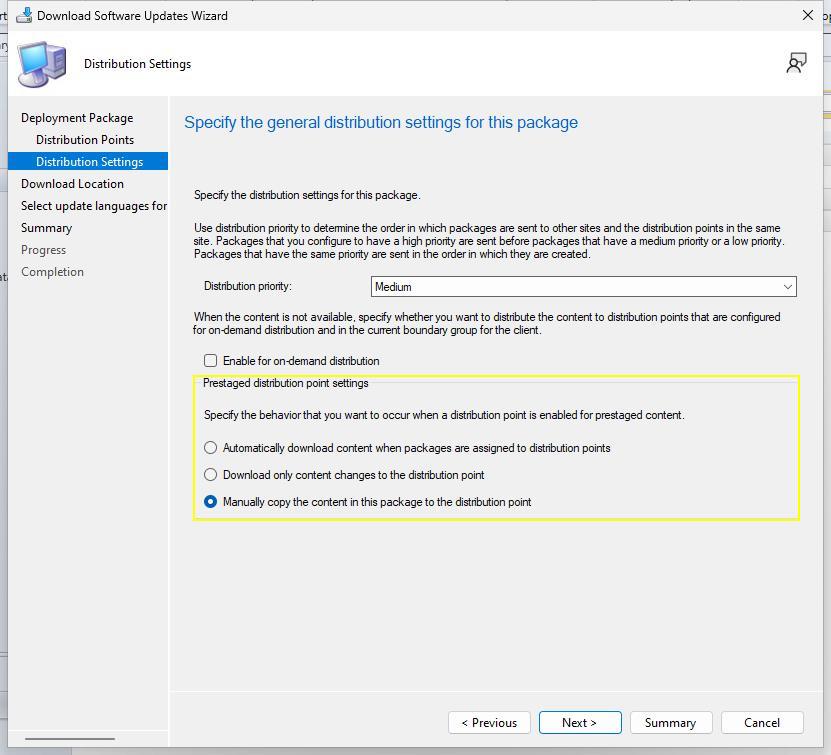 Download Software Updates Wizard
Distribution Settings
Deployment Package
Distribution Points
Distribution Settings
Download Location
Select update languages for
Summary
Progress
Completion
Specify the general distribution settings for this package
Specify the distribution settings for this package.
Use distribution priority to determine the order in which packages are sent to other sites and the distribution points in the same
site. Packages that you configure to have a high priority are sent before packages that have a medium priority or a low priority.
Packages that have the same priority are sent in the order in which they are created.
Distribution priority: Medium
When the content is not available, specify whether you want to distribute the content to distribution points that are configured
for on-demand distribution and in the current boundary group for the client.
Enable for on-demand distribution
Prestaged distribution point settings
Specify the behavior that you want to occur when a distribution point is enabled for prestaged content.
Automatically download content when packages are assigned to distribution points
Download only content changes to the distribution point
Manually copy the content in this package to the distribution point
< Previous Next > Summary Cancel